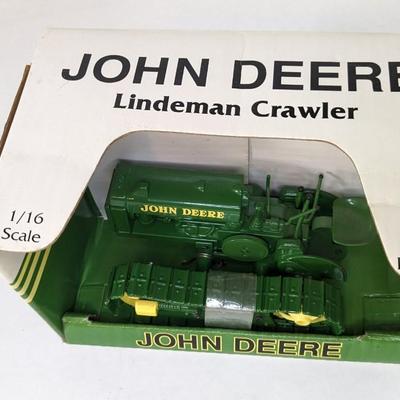 JOHN DEERE
Lindeman Crawler
1/16
Scale
JOHN DEERE
JOHN DEERE